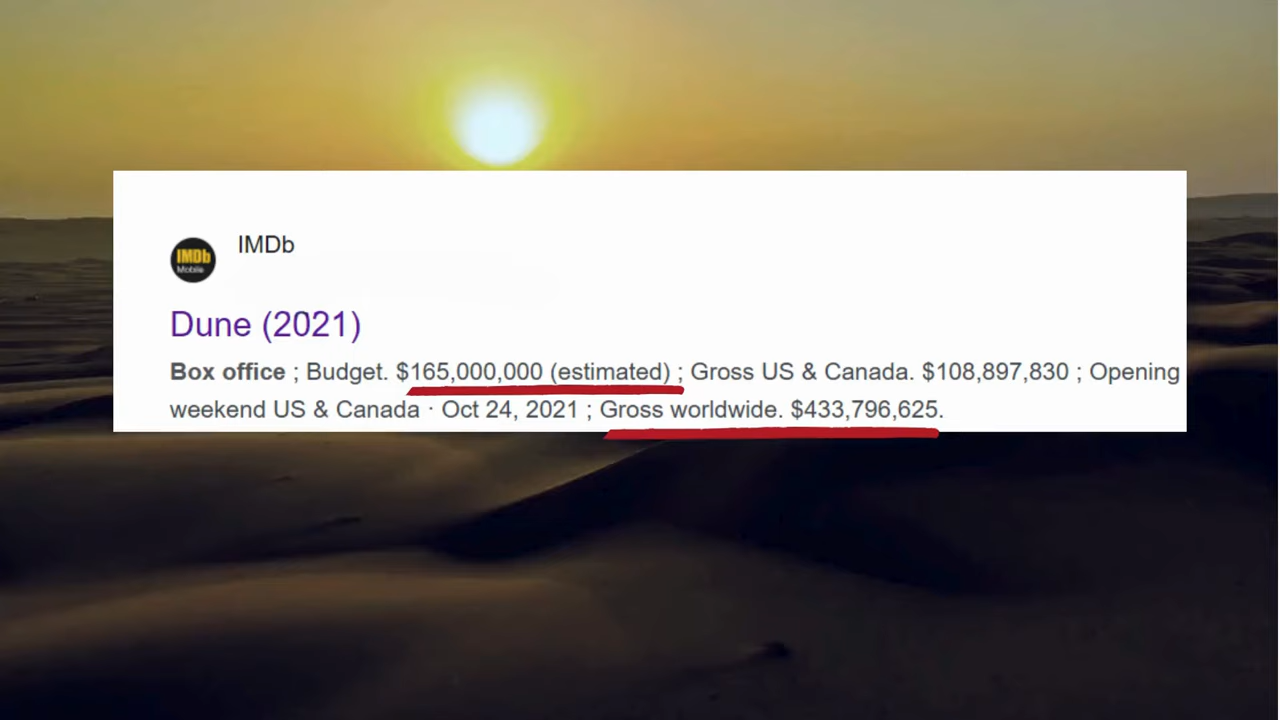 IMDb
IMDb
Mobile
Dune (2021)
Box office ; Budget. $165,000,000 (estimated) ; Gross US & Canada. $108,897,830 ; Opening
weekend US & Canada · Oct 24, 2021 ; Gross worldwide. $433,796,625.